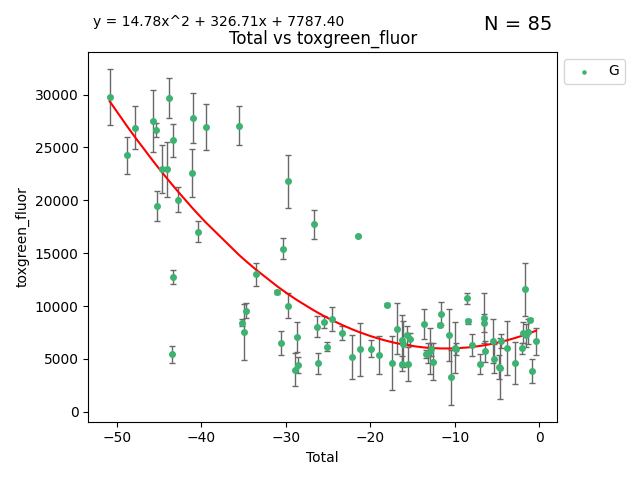 y = 14.78x^2 + 326.71x + 7787.40
N = 85
Total vs toxgreen_fluor
G
30000
25000
20000
15000
10000
5000
0
toxgreen_fluor
−50 −40 −30 −20 −10 0
Total